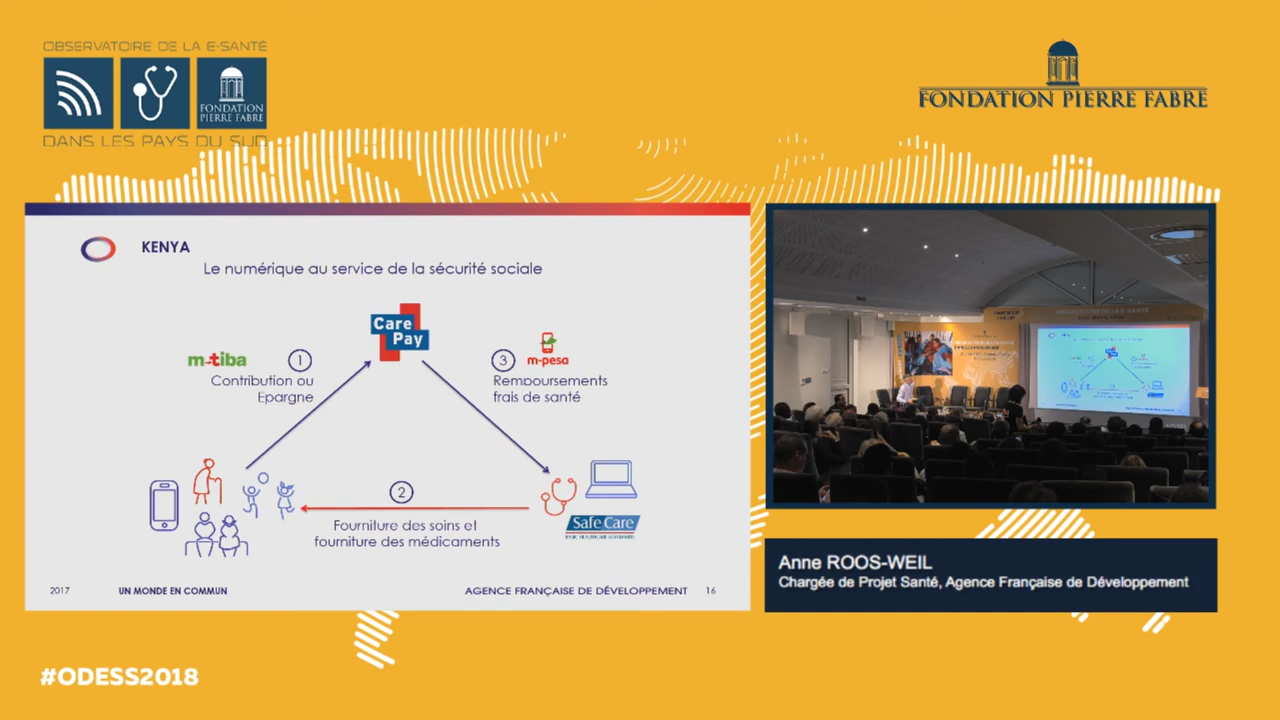 OBSERVATOIRE DE LA E-SANTÉ
FONDATION
PIERRE FABRE
DANS LES PAYS DU SUD
FONDATION PIERRE FABRE
KENYA
Le numérique au service de la sécurité sociale
Care
Pay
m-tiba
1
Contribution ou
Epargne
3
m-pesa
Remboursements
frais de santé
2
Fourniture des soins et
fourniture des médicaments
Safe Care
2017
UN MONDE EN COMMUN
AGENCE FRANÇAISE DE DÉVELOPPEMENT
16
Anne ROOS-WEIL
Chargée de Projet Santé, Agence Française de Développement
#ODESS2018